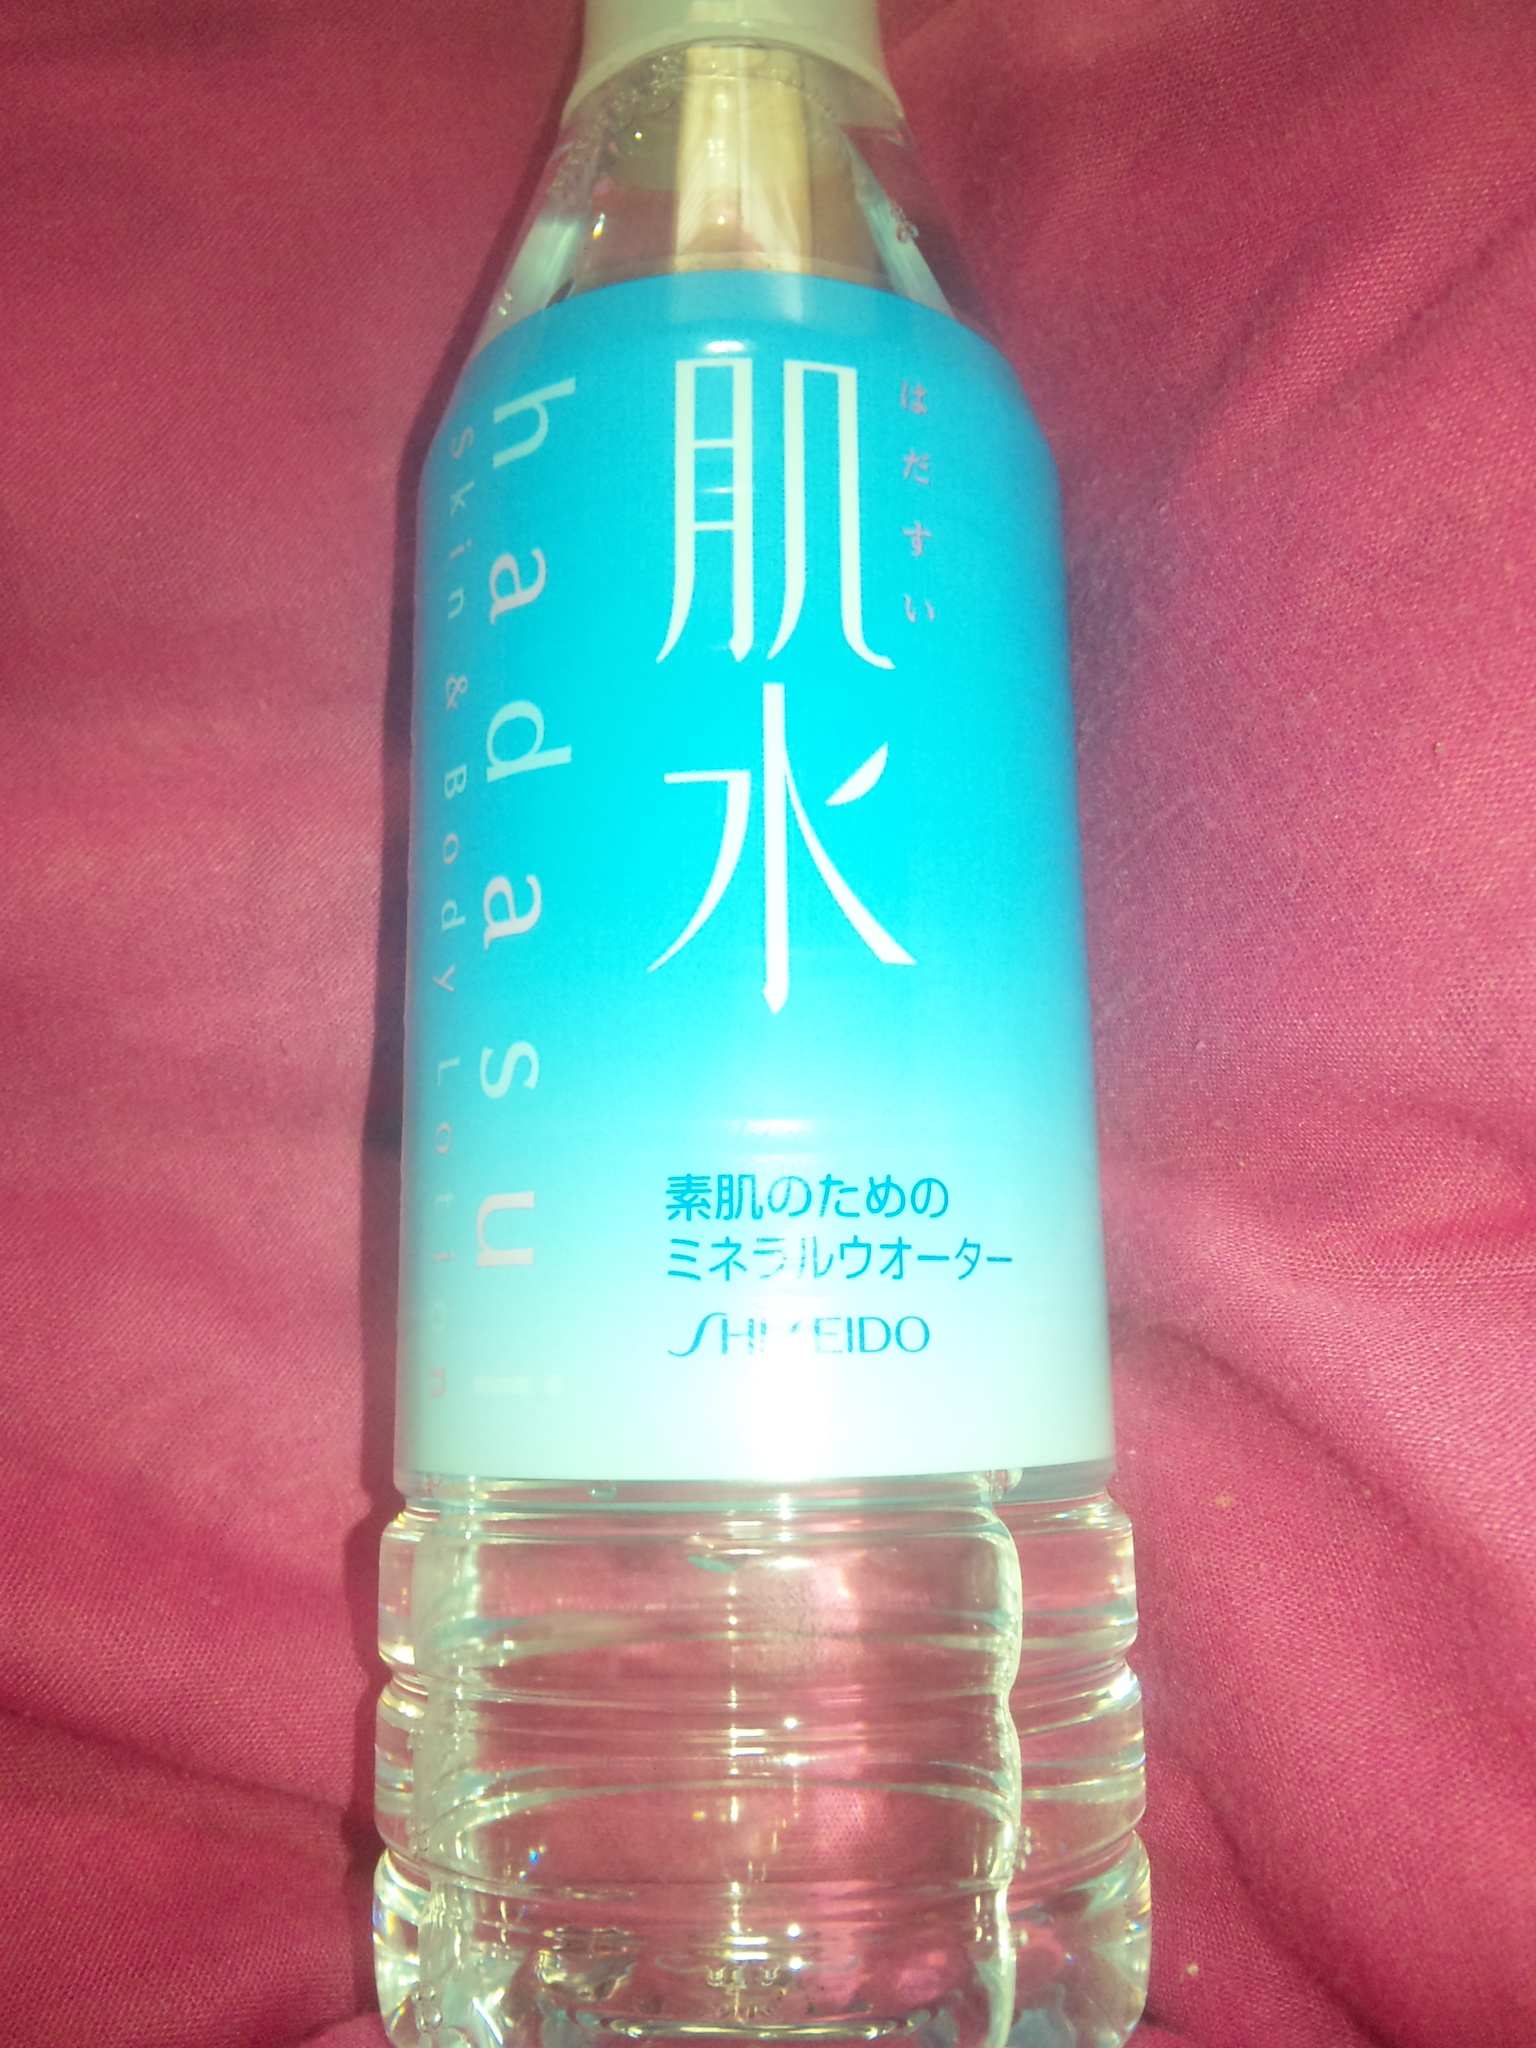 はだすい
肌水
hadasui
Skin & Body Lotion
素肌のための
ミネラルウオーター
SHISEIDO